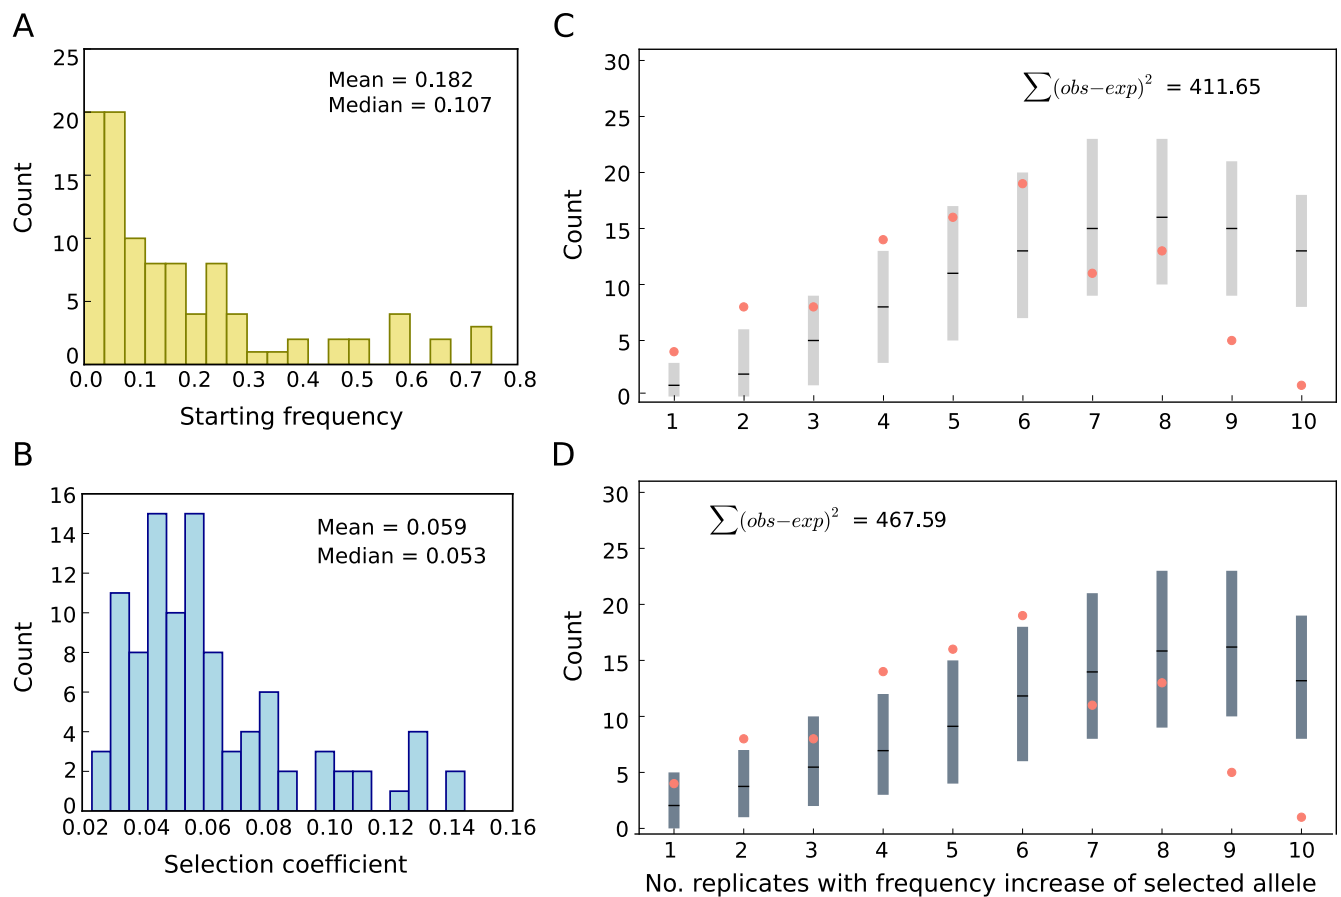 A
25
20
15
10
5
0
Count
Mean = 0.182
Median = 0.107
0.0 0.1 0.2 0.3 0.4 0.5 0.6 0.7 0.8
Starting frequency
B
16
14
12
10
8
6
4
2
0
Count
Mean = 0.059
Median = 0.053
0.02 0.04 0.06 0.08 0.10 0.12 0.14 0.16
Selection coefficient
C
30
25
20
15
10
5
0
Count
∑(obs−exp)² = 411.65
1 2 3 4 5 6 7 8 9 10
D
30
25
20
15
10
5
0
Count
∑(obs−exp)² = 467.59
1 2 3 4 5 6 7 8 9 10
No. replicates with frequency increase of selected allele